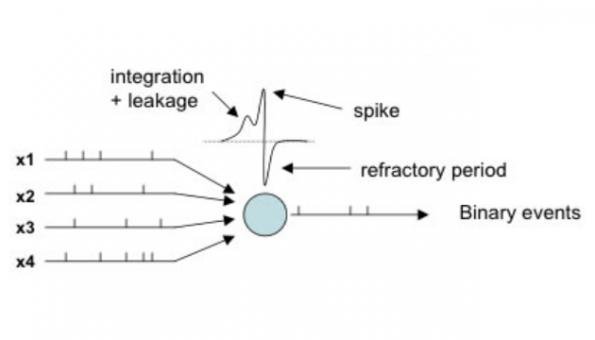 integration
+ leakage
spike
x1
refractory period
x2
Binary events
x3
x4